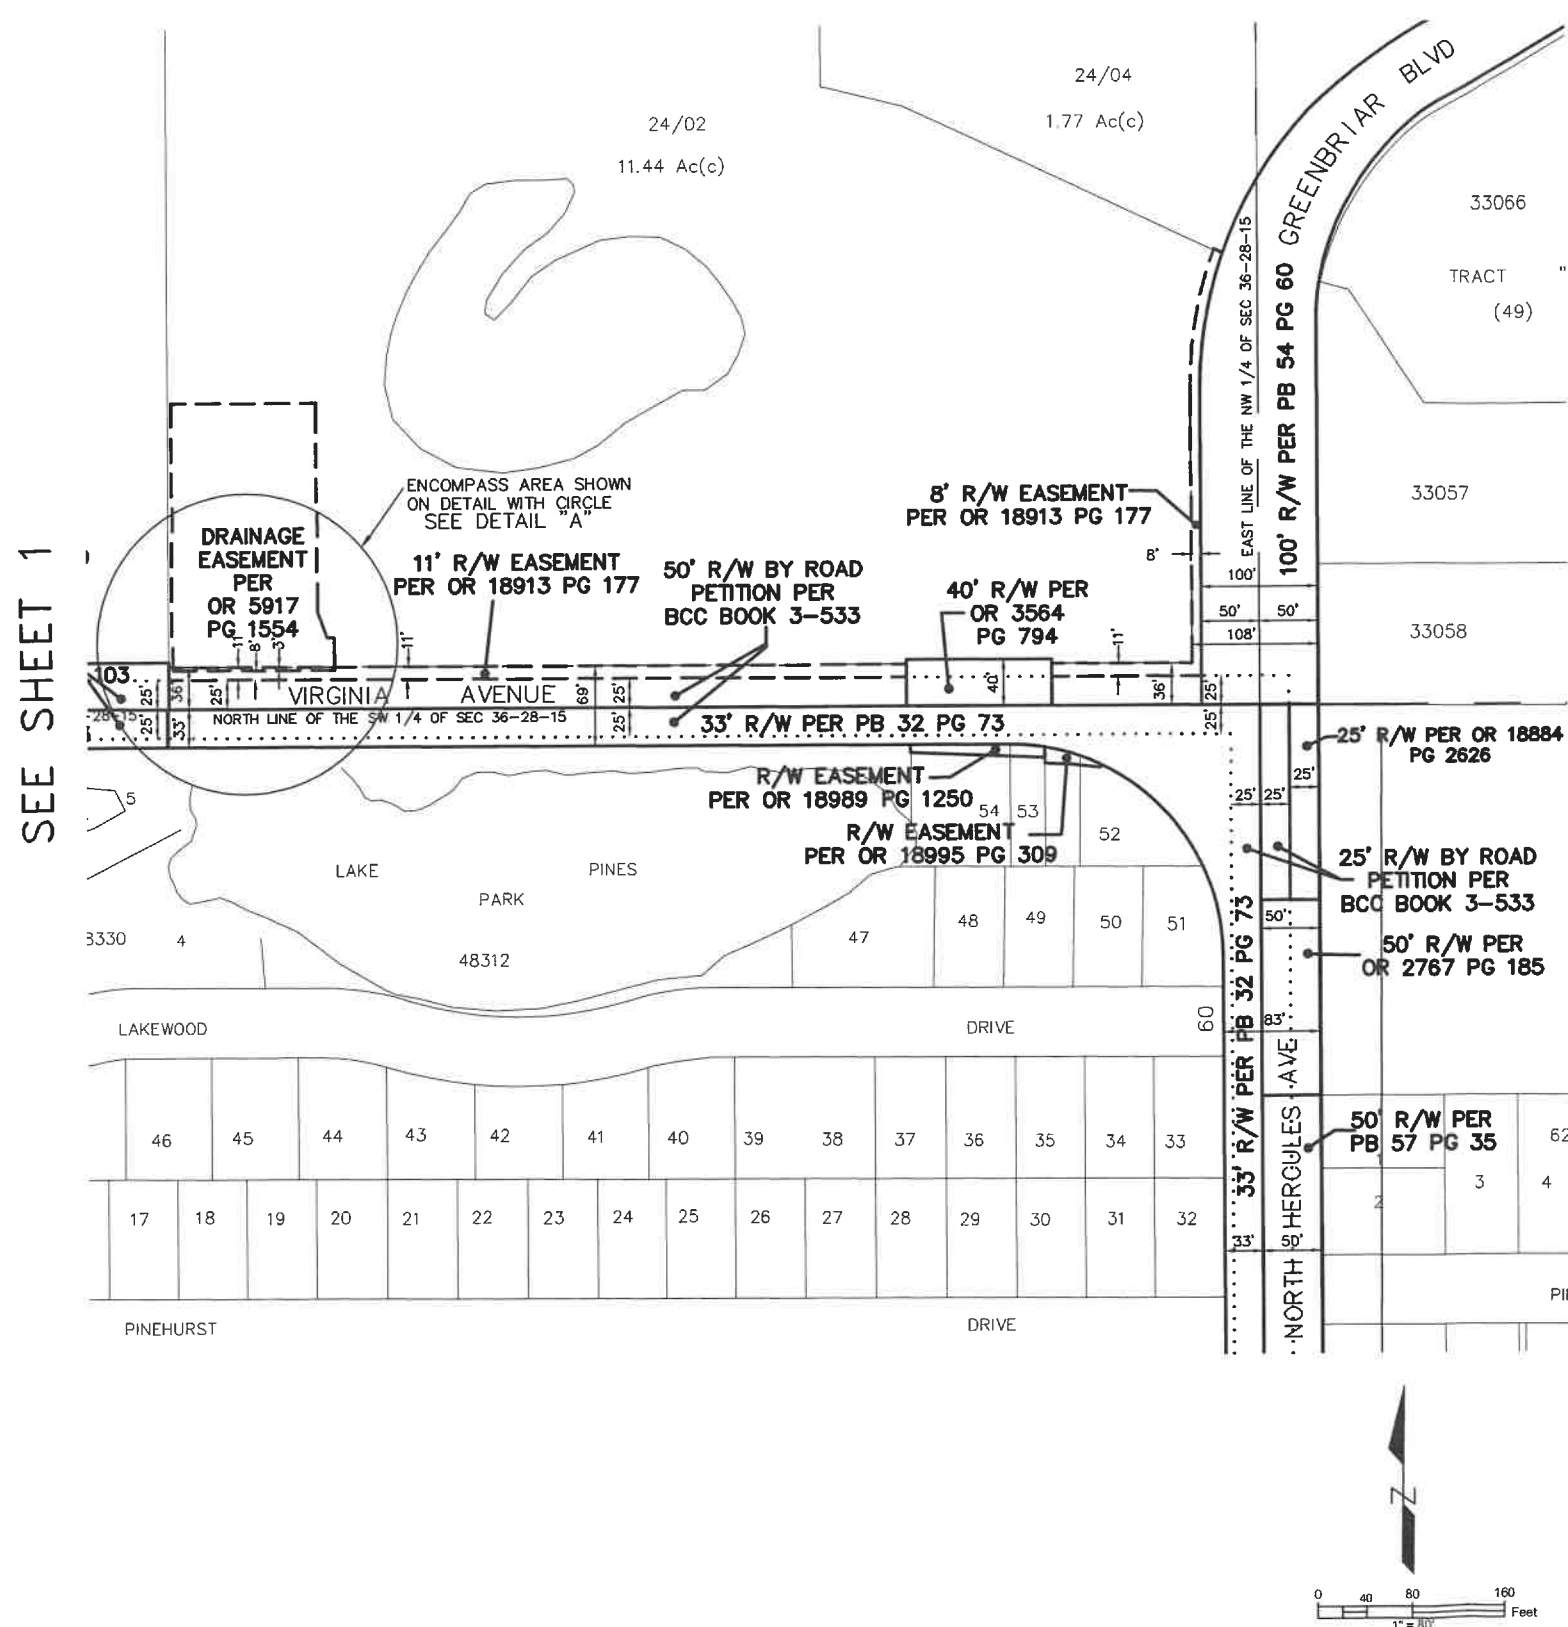 24/04
1.77 Ac(c)
24/02
11.44 Ac(c)
GREENBRIAR BLVD
33066
TRACT "
(49)
EAST LINE OF THE NW 1/4 OF SEC 36-28-15
100' R/W PER PB 54 PG 60
33057
33058
ENCOMPASS AREA SHOWN
ON DETAIL WITH CIRCLE
SEE DETAIL "A"
8' R/W EASEMENT
PER OR 18913 PG 177
8'
100'
50' 50'
108'
DRAINAGE
EASEMENT
PER
OR 5917
PG 1554
11' R/W EASEMENT
PER OR 18913 PG 177
50' R/W BY ROAD
PETITION PER
BCC BOOK 3-533
40' R/W PER
OR 3564
PG 794
SEE SHEET 1
11'
8'
3'
11'
11'
03
25'
36'
25'
VIRGINIA AVENUE
69'
25'
40'
36'
25'
-28-15
25'
33'
NORTH LINE OF THE SW 1/4 OF SEC 36-28-15
25'
33' R/W PER PB 32 PG 73
25'
25' R/W PER OR 18884
PG 2626
25'
25' 25'
R/W EASEMENT
PER OR 18989 PG 1250
R/W EASEMENT
PER OR 18995 PG 309
5
54
53
52
25' R/W BY ROAD
PETITION PER
BCC BOOK 3-533
LAKE
PINES
PARK
48312
3330
4
47
48
49
50
51
50'
50' R/W PER
OR 2767 PG 185
33' R/W PER PB 32 PG 73
60
83'
LAKEWOOD
DRIVE
NORTH HERCULES AVE
50' R/W PER
PB 57 PG 35
46 45 44 43 42 41 40 39 38 37 36 35 34 33
1
2
3
4
62
17 18 19 20 21 22 23 24 25 26 27 28 29 30 31 32
33' 50'
PINEHURST
DRIVE
PI
N
0 40 80 160
Feet
1" = 80'